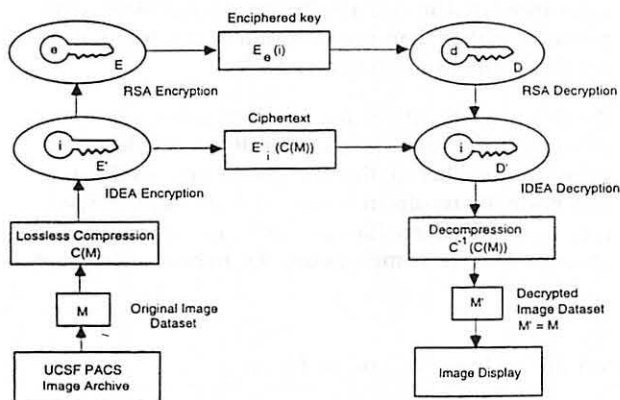 Enciphered key
e
E
E e (i)
d
D
RSA Encryption
RSA Decryption
Ciphertext
i
E'
E' i (C(M))
i
D'
IDEA Encryption
IDEA Decryption
Lossless Compression
C(M)
Decompression
C -1 (C(M))
M
Original Image
Dataset
M'
Decrypted
Image Dataset
M' = M
UCSF PACS
Image Archive
Image Display